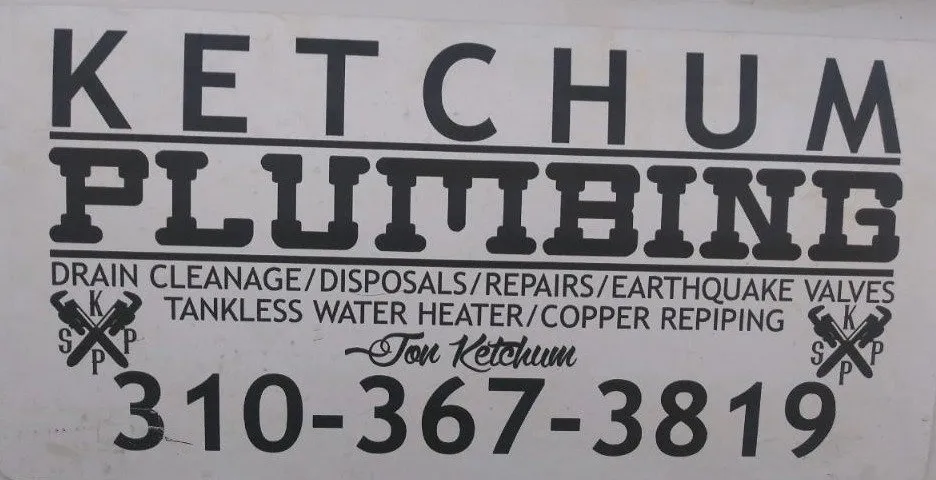 KETCHUM
PLUMBING
DRAIN CLEANAGE/DISPOSALS/REPAIRS/EARTHQUAKE VALVES
TANKLESS WATER HEATER/COPPER REPIPING
K
S P
P
K
S P
P
Jon Ketchum
310-367-3819